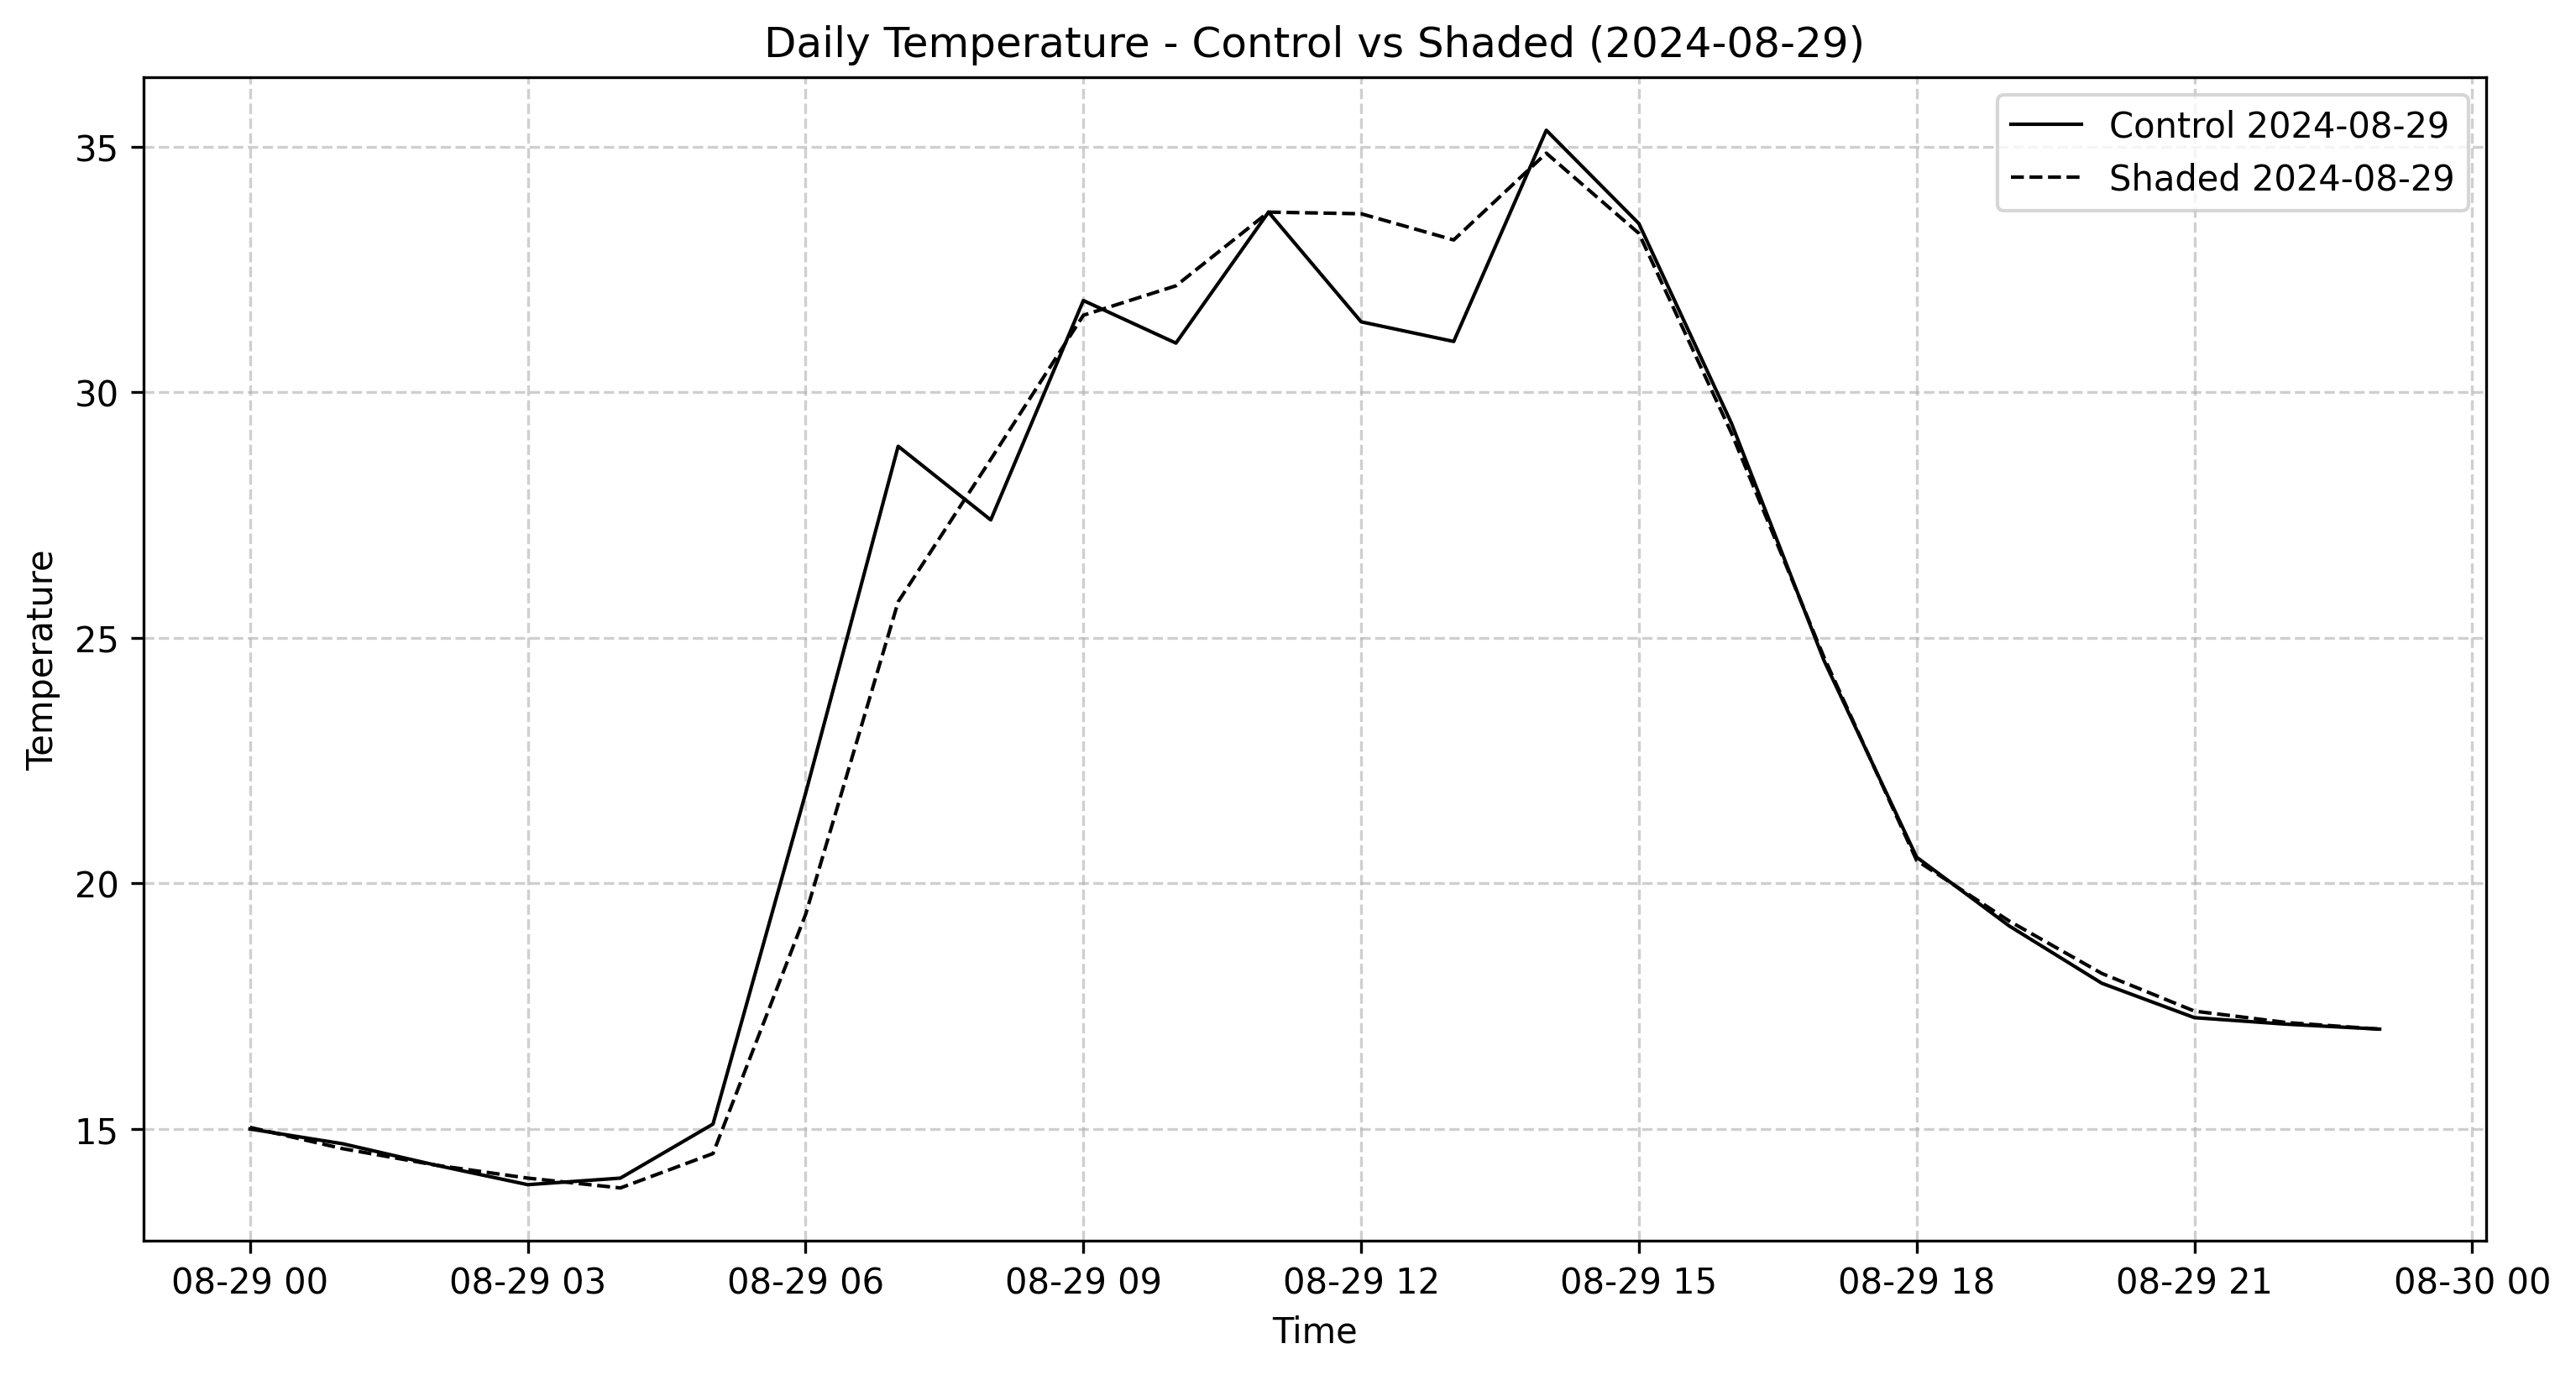 Daily Temperature - Control vs Shaded (2024-08-29)
Control 2024-08-29
Shaded 2024-08-29
Temperature
35
30
25
20
15
08-29 00 08-29 03 08-29 06 08-29 09 08-29 12 08-29 15 08-29 18 08-29 21 08-30 00
Time